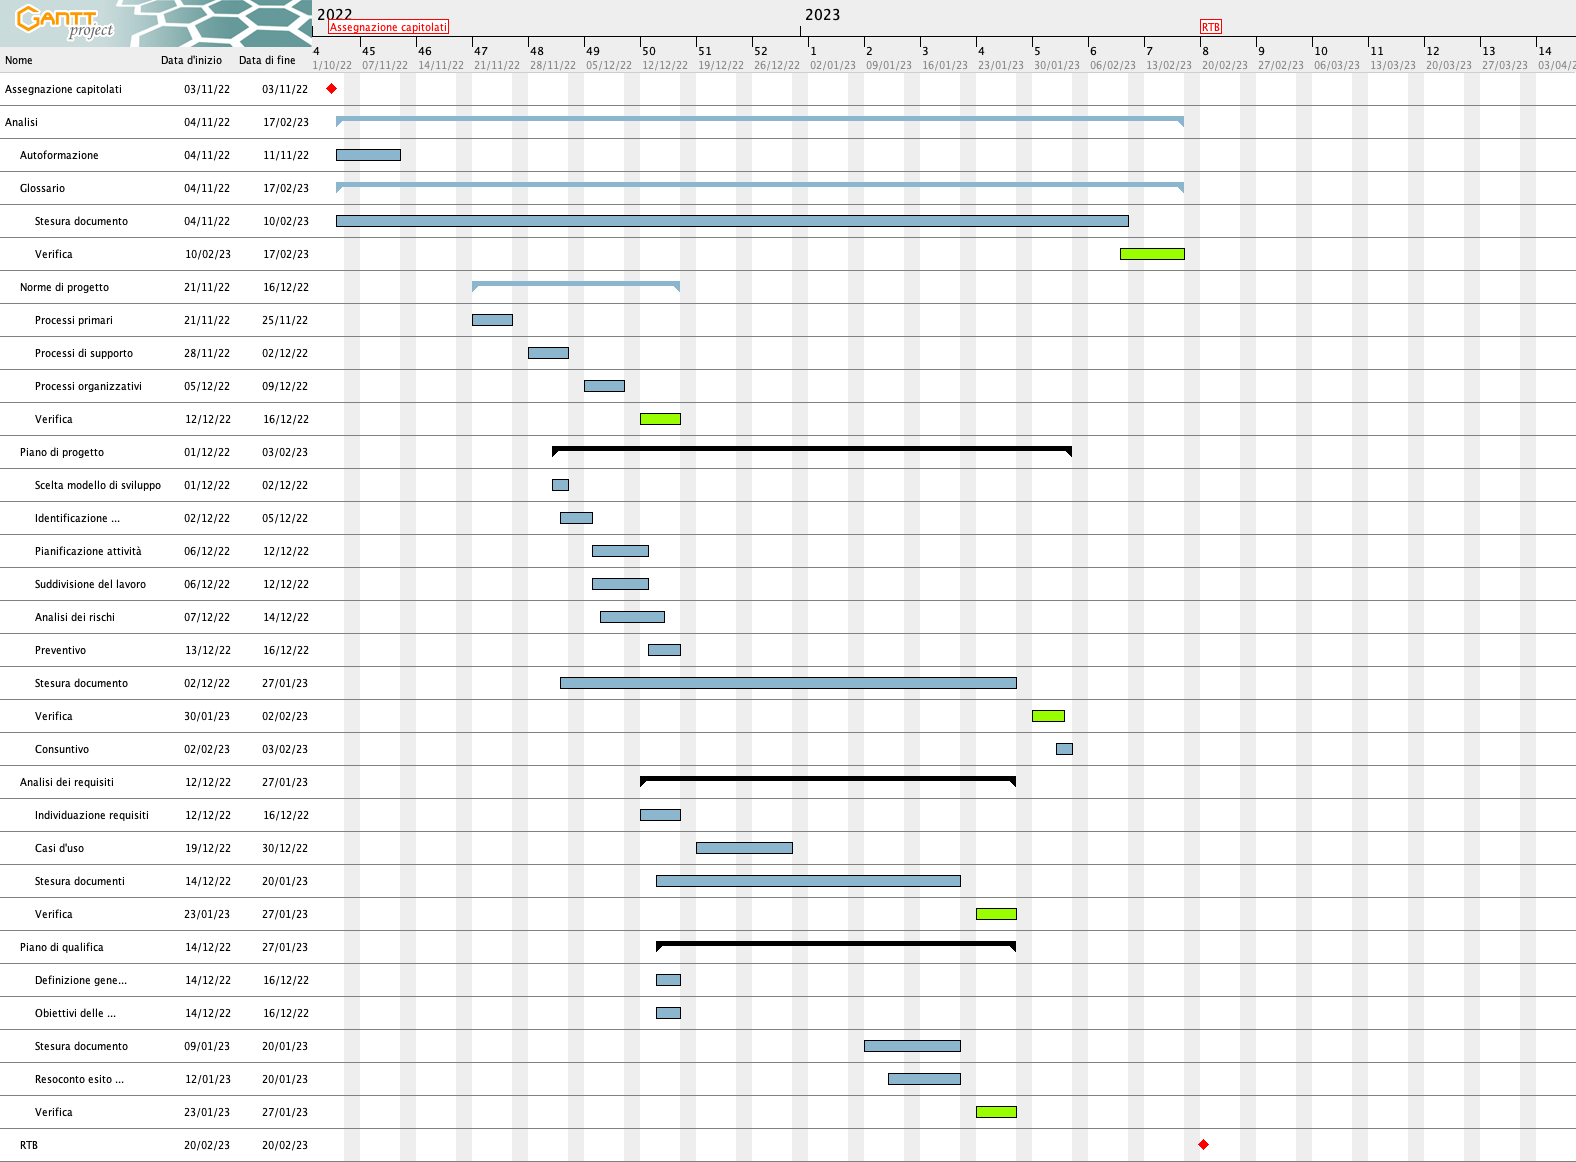 GANTT
project
2022
2023
Assegnazione capitolati
RTB
4 45 46 47 48 49 50 51 52 1 2 3 4 5 6 7 8 9 10 11 12 13 14
Nome Data d'inizio Data di fine
1/10/22 07/11/22 14/11/22 21/11/22 28/11/22 05/12/22 12/12/22 19/12/22 26/12/22 02/01/23 09/01/23 16/01/23 23/01/23 30/01/23 06/02/23 13/02/23 20/02/23 27/02/23 06/03/23 13/03/23 20/03/23 27/03/23 03/04/2
Assegnazione capitolati 03/11/22 03/11/22
Analisi 04/11/22 17/02/23
Autoformazione 04/11/22 11/11/22
Glossario 04/11/22 17/02/23
Stesura documento 04/11/22 10/02/23
Verifica 10/02/23 17/02/23
Norme di progetto 21/11/22 16/12/22
Processi primari 21/11/22 25/11/22
Processi di supporto 28/11/22 02/12/22
Processi organizzativi 05/12/22 09/12/22
Verifica 12/12/22 16/12/22
Piano di progetto 01/12/22 03/02/23
Scelta modello di sviluppo 01/12/22 02/12/22
Identificazione ... 02/12/22 05/12/22
Pianificazione attività 06/12/22 12/12/22
Suddivisione del lavoro 06/12/22 12/12/22
Analisi dei rischi 07/12/22 14/12/22
Preventivo 13/12/22 16/12/22
Stesura documento 02/12/22 27/01/23
Verifica 30/01/23 02/02/23
Consuntivo 02/02/23 03/02/23
Analisi dei requisiti 12/12/22 27/01/23
Individuazione requisiti 12/12/22 16/12/22
Casi d'uso 19/12/22 30/12/22
Stesura documenti 14/12/22 20/01/23
Verifica 23/01/23 27/01/23
Piano di qualifica 14/12/22 27/01/23
Definizione gene... 14/12/22 16/12/22
Obiettivi delle ... 14/12/22 16/12/22
Stesura documento 09/01/23 20/01/23
Resoconto esito ... 12/01/23 20/01/23
Verifica 23/01/23 27/01/23
RTB 20/02/23 20/02/23